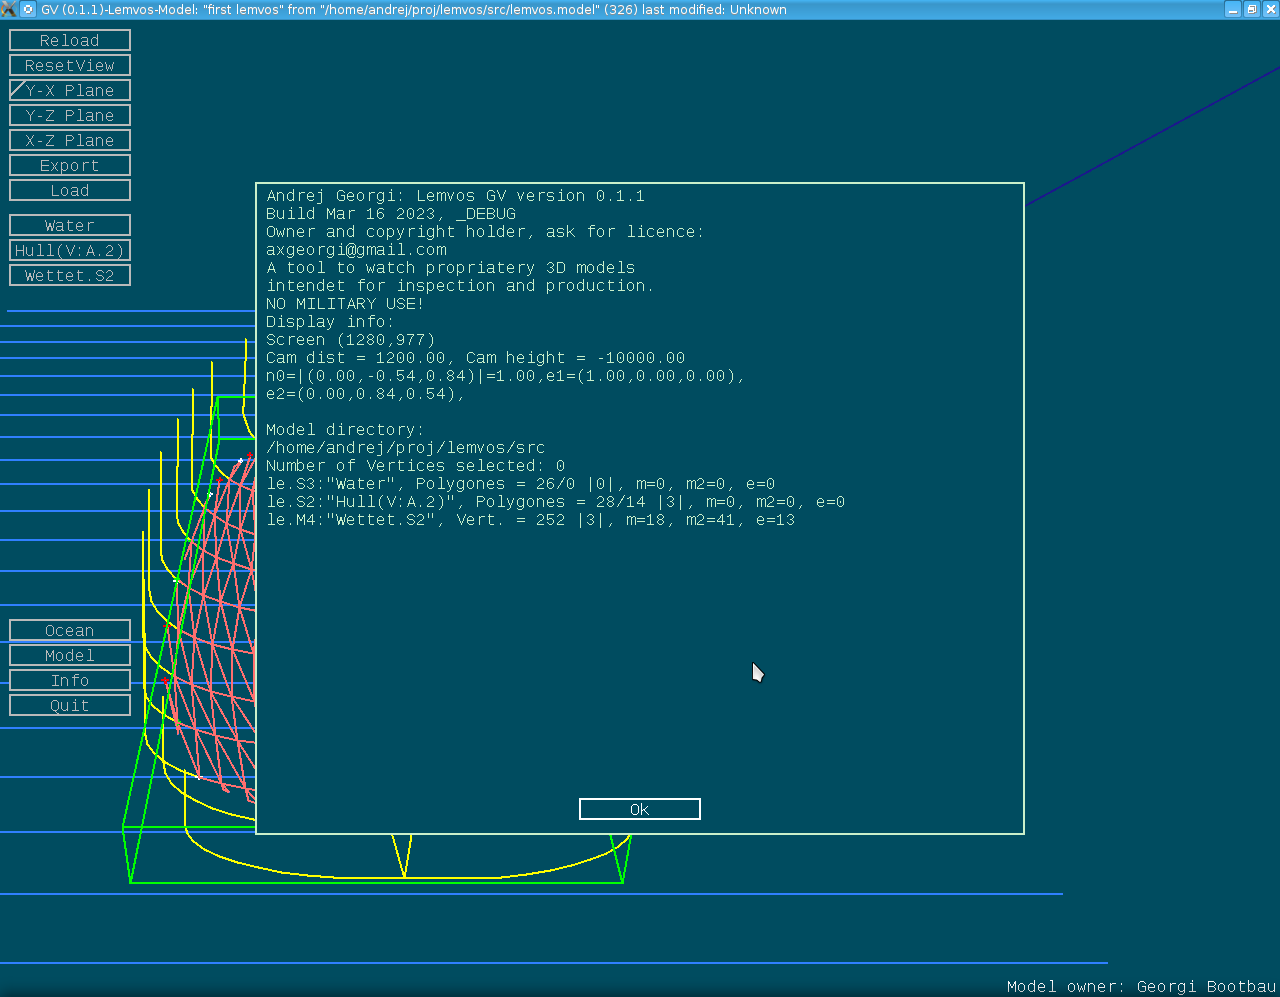 GV (0.1.1)-Lemvos-Model: "first lemvos" from "/home/andrej/proj/lemvos/src/lemvos.model" (326) last modified: Unknown
Reload
ResetView
Y-X Plane
Y-Z Plane
X-Z Plane
Export
Load
Water
Hull(V:A.2)
Wettet.S2
Andrej Georgi: Lemvos GV version 0.1.1
Build Mar 16 2023, _DEBUG
Owner and copyright holder, ask for licence:
axgeorgi@gmail.com
A tool to watch propriatery 3D models
intendet for inspection and production.
NO MILITARY USE!
Display info:
Screen (1280,977)
Cam dist = 1200.00, Cam height = -10000.00
n0=|(0.00,-0.54,0.84)|=1.00,e1=(1.00,0.00,0.00),
e2=(0.00,0.84,0.54),
Model directory:
/home/andrej/proj/lemvos/src
Number of Vertices selected: 0
le.S3:"Water", Polygones = 26/0 |0|, m=0, m2=0, e=0
le.S2:"Hull(V:A.2)", Polygones = 28/14 |3|, m=0, m2=0, e=0
le.M4:"Wettet.S2", Vert. = 252 |3|, m=18, m2=41, e=13
Ocean
Model
Info
Quit
Ok
Model owner: Georgi Bootbau